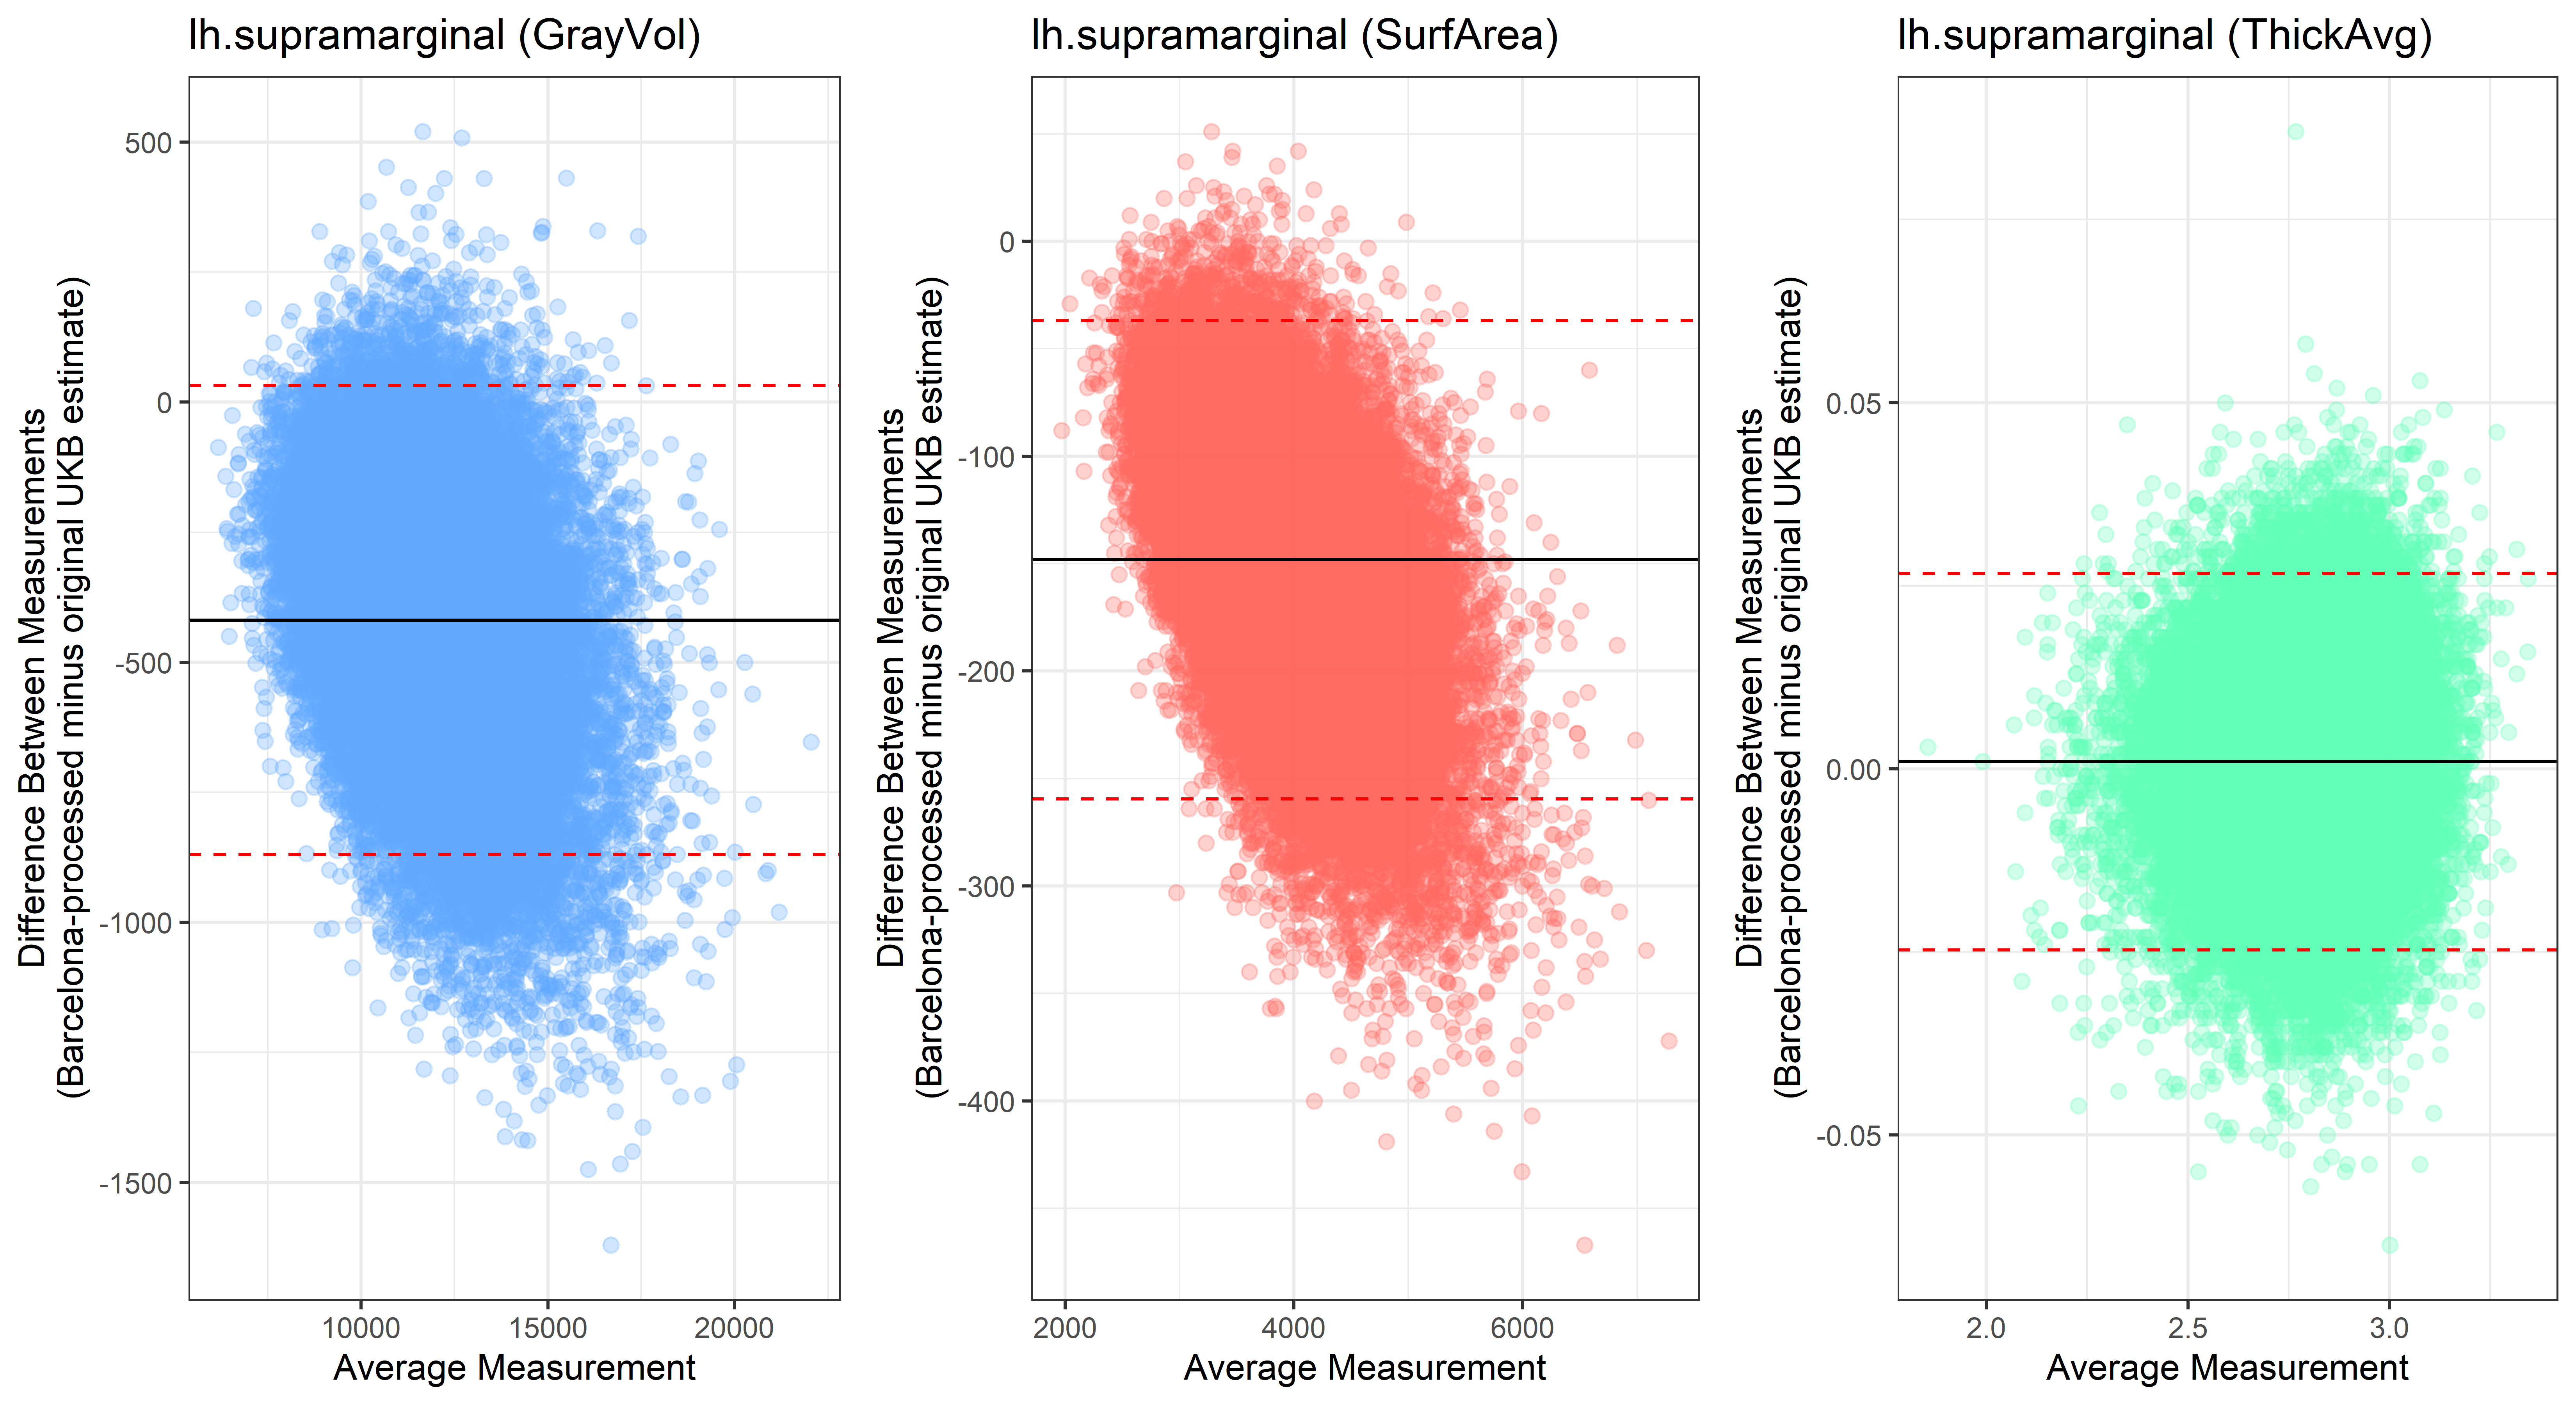 lh.supramarginal (GrayVol)
Difference Between Measurements
(Barcelona-processed minus original UKB estimate)
500
0
-500
-1000
-1500
10000
15000
20000
Average Measurement
lh.supramarginal (SurfArea)
Difference Between Measurements
(Barcelona-processed minus original UKB estimate)
0
-100
-200
-300
-400
2000
4000
6000
Average Measurement
lh.supramarginal (ThickAvg)
Difference Between Measurements
(Barcelona-processed minus original UKB estimate)
0.05
0.00
-0.05
2.0
2.5
3.0
Average Measurement